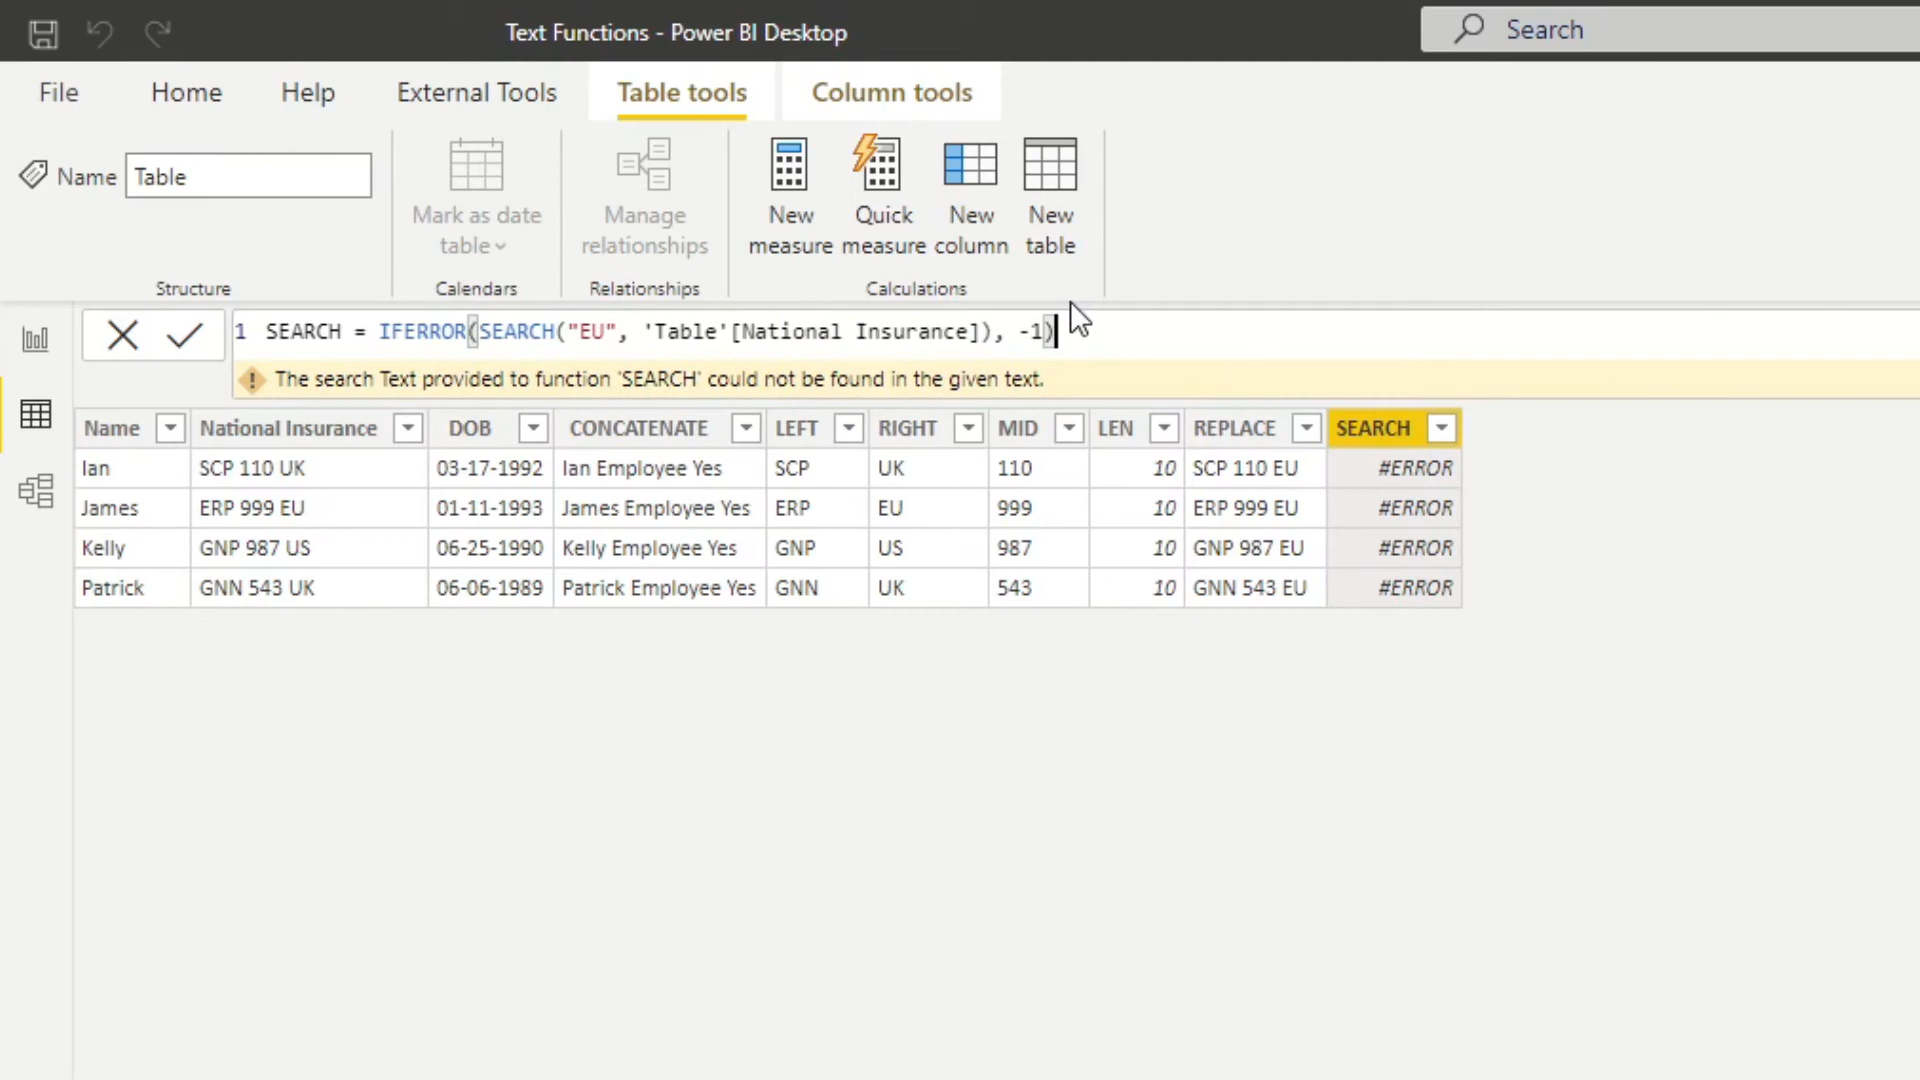 Text Functions - Power BI Desktop
Search
File Home Help External Tools Table tools Column tools
Name Table
Mark as date table
Manage relationships
New measure
Quick measure
New column
New table
Structure Calendars Relationships Calculations
1 SEARCH = IFERROR(SEARCH("EU", 'Table'[National Insurance]), -1)
The search Text provided to function 'SEARCH' could not be found in the given text.
Name National Insurance DOB CONCATENATE LEFT RIGHT MID LEN REPLACE SEARCH
Ian SCP 110 UK 03-17-1992 Ian Employee Yes SCP UK 110 10 SCP 110 EU #ERROR
James ERP 999 EU 01-11-1993 James Employee Yes ERP EU 999 10 ERP 999 EU #ERROR
Kelly GNP 987 US 06-25-1990 Kelly Employee Yes GNP US 987 10 GNP 987 EU #ERROR
Patrick GNN 543 UK 06-06-1989 Patrick Employee Yes GNN UK 543 10 GNN 543 EU #ERROR